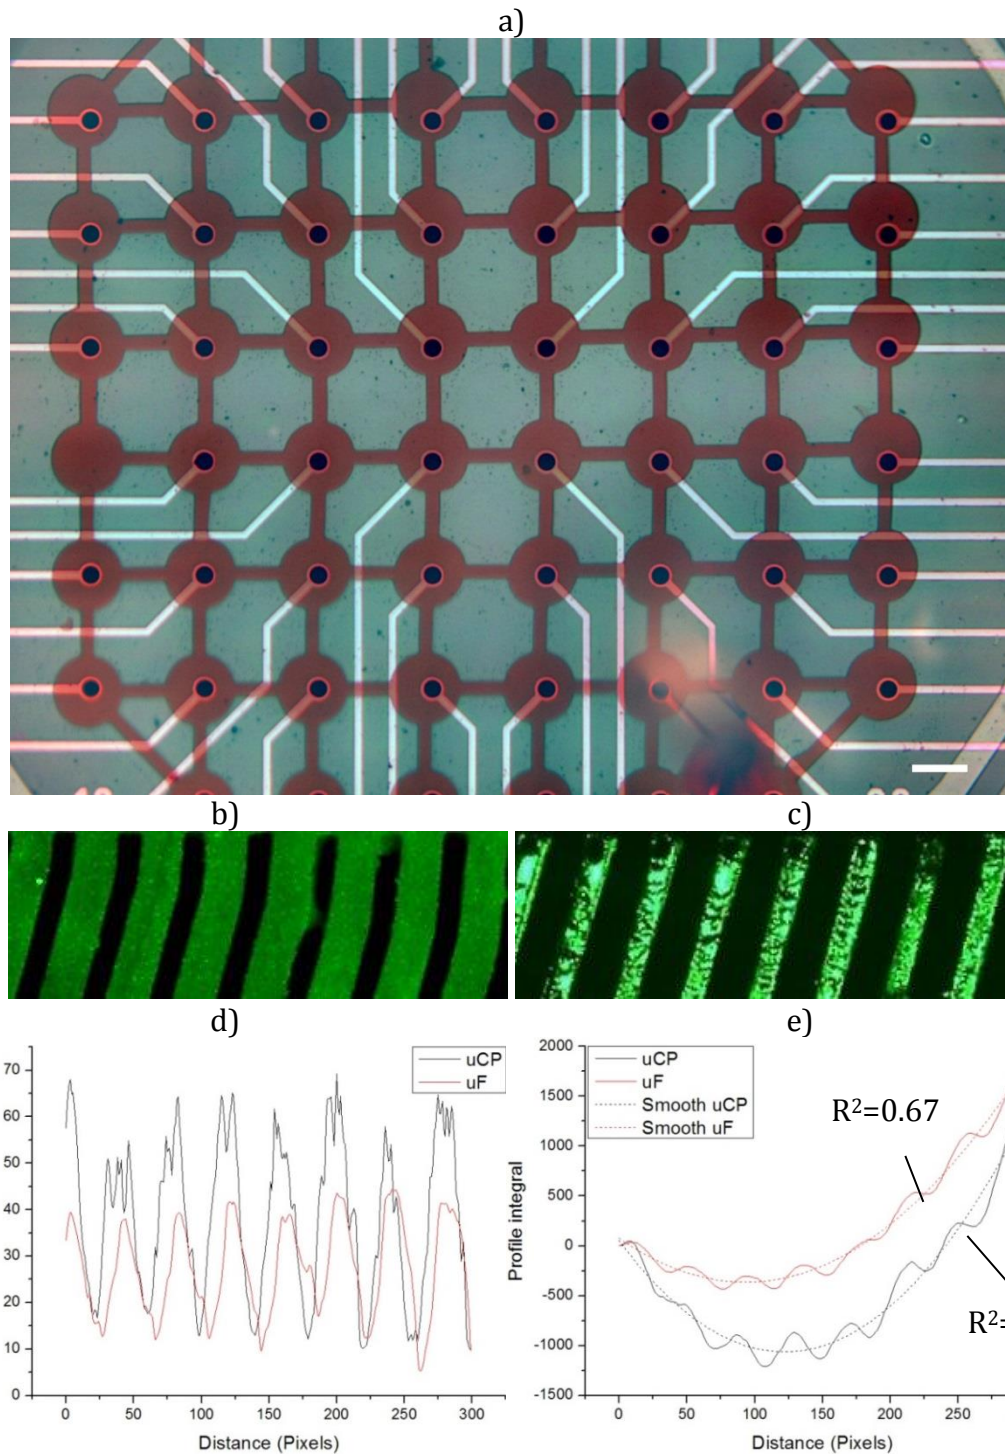 a)
b)
c)
d)
uCP
uF
70
60
50
40
30
20
10
0
0 50 100 150 200 250 300
Distance (Pixels)
e)
uCP
uF
Smooth uCP
Smooth uF
R²=0.67
R²=
Profile integral
2000
1500
1000
500
0
-500
-1000
-1500
0 50 100 150 200 250
Distance (Pixels)